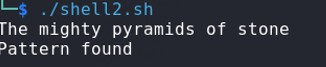 └─$ ./shell2.sh
The mighty pyramids of stone
Pattern found